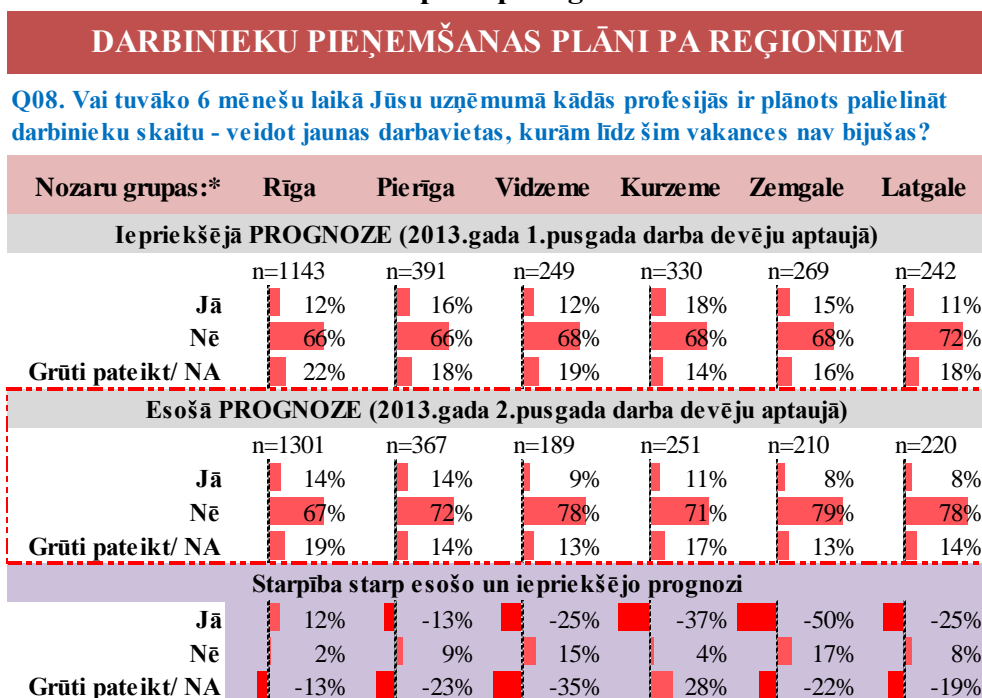 DARBINIEKU PIEŅEMŠANAS PLĀNI PA REĢIONIEM
Q08. Vai tuvāko 6 mēnešu laikā Jūsu uzņēmumā kādās profesijās ir plānots palielināt
darbinieku skaitu - veidot jaunas darbavietas, kurām līdz šim vakances nav bijušas?
Nozaru grupas:* Rīga Pierīga Vidzeme Kurzeme Zemgale Latgale
Iepriekšējā PROGNOZE (2013.gada 1.pusgada darba devēju aptaujā)
n=1143 n=391 n=249 n=330 n=269 n=242
Jā 12% 16% 12% 18% 15% 11%
Nē 66% 66% 68% 68% 68% 72%
Grūti pateikt/ NA 22% 18% 19% 14% 16% 18%
Esošā PROGNOZE (2013.gada 2.pusgada darba devēju aptaujā)
n=1301 n=367 n=189 n=251 n=210 n=220
Jā 14% 14% 9% 11% 8% 8%
Nē 67% 72% 78% 71% 79% 78%
Grūti pateikt/ NA 19% 14% 13% 17% 13% 14%
Starpība starp esošo un iepriekšējo prognozi
Jā 12% -13% -25% -37% -50% -25%
Nē 2% 9% 15% 4% 17% 8%
Grūti pateikt/ NA -13% -23% -35% 28% -22% -19%